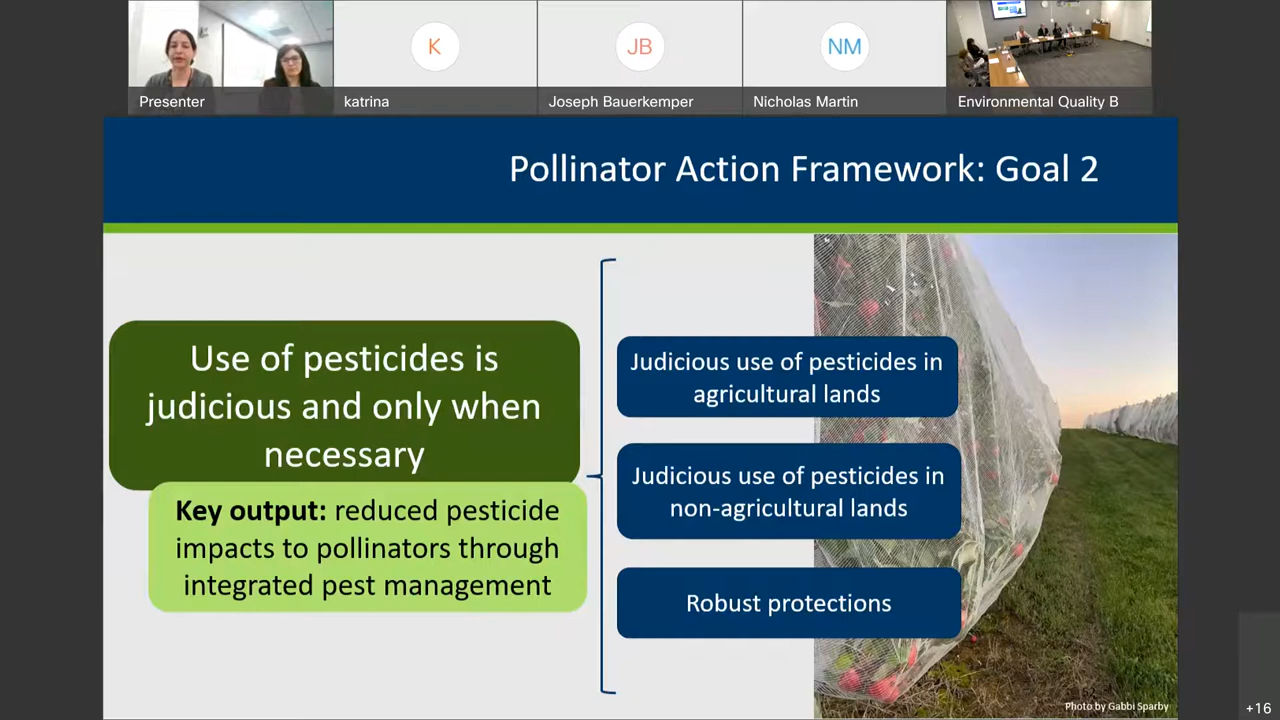 K
JB
NM
Presenter
katrina
Joseph Bauerkemper
Nicholas Martin
Environmental Quality B
Pollinator Action Framework: Goal 2
Use of pesticides is
judicious and only when
necessary
Key output: reduced pesticide
impacts to pollinators through
integrated pest management
Judicious use of pesticides in
agricultural lands
Judicious use of pesticides in
non-agricultural lands
Robust protections
Photo by Gabbi Sparby
+16